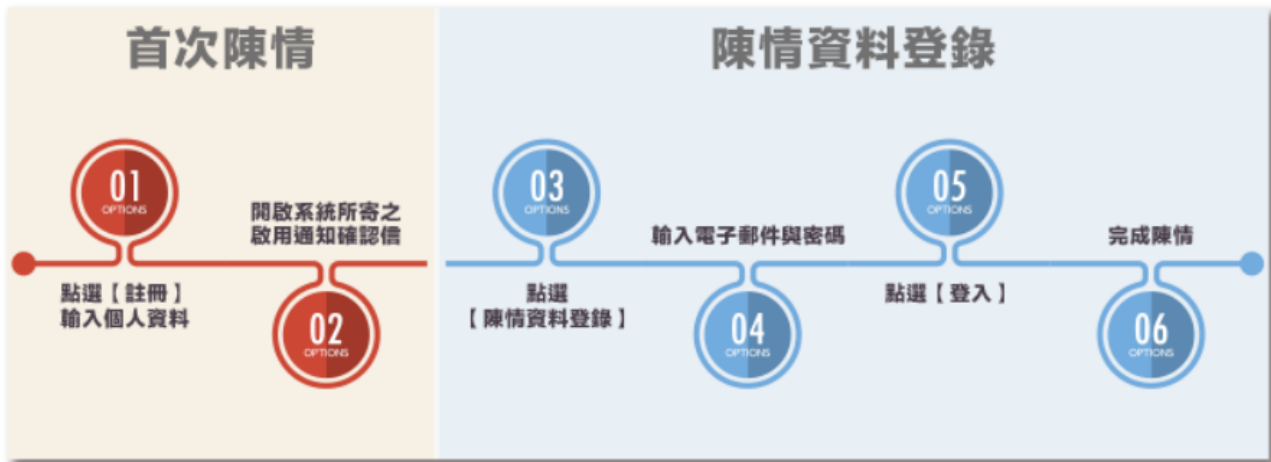 首次陳情
陳情資料登錄
01
OPTIONS
點選【註冊】
輸入個人資料
開啟系統所寄之
啟用通知確認信
02
OPTIONS
03
OPTIONS
點選
【陳情資料登錄】
輸入電子郵件與密碼
04
OPTIONS
05
OPTIONS
點選【登入】
完成陳情
06
OPTIONS